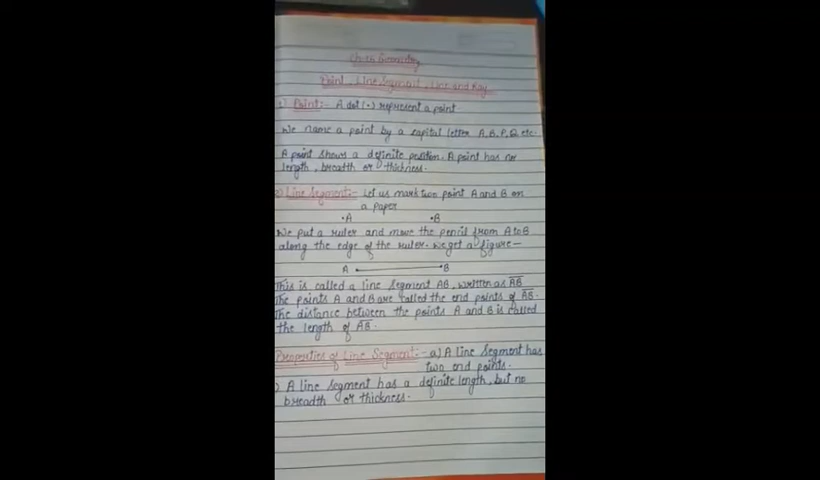 Geometry
Point, Line Segment, Line and Ray
Point:- A dot (•) represent a point.
We name a point by a capital letter A, B, P, Q etc.
A point shows a definite position. A point has no
length, breadth or thickness.
Line Segment:- Let us mark two point A and B on
a paper
•A •B
We put a ruler and move the pencil from A to B
along the edge of the ruler. We get a figure—
A B
This is called a line segment AB, written as A̅B̅
The points A and B are called the end points of A̅B̅.
The distance between the points A and B is called
the length of A̅B̅.
Properties of Line Segment:- a) A line segment has
two end points.
) A line segment has a definite length, but no
breadth or thickness.